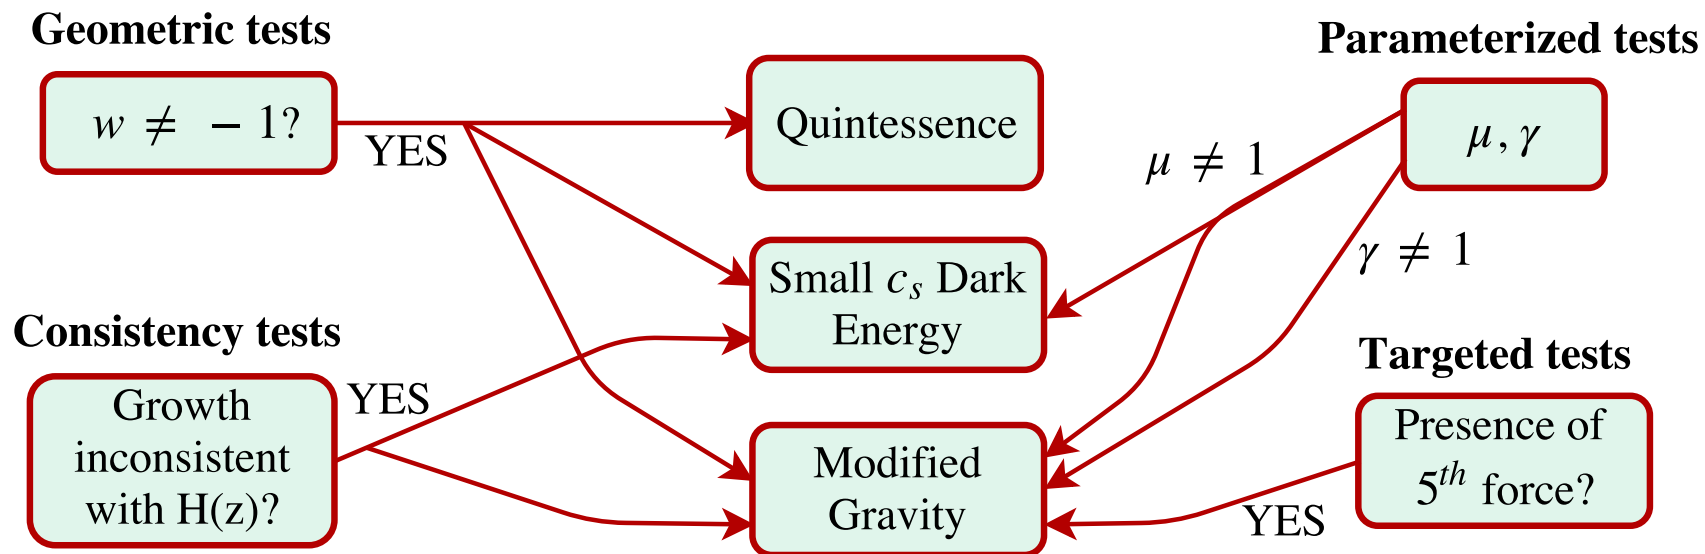 Geometric tests
w ≠ − 1?
YES
Quintessence
Parameterized tests
μ, γ
μ ≠ 1
γ ≠ 1
Small c_s Dark
Energy
Consistency tests
Growth
inconsistent
with H(z)?
YES
Modified
Gravity
Targeted tests
Presence of
5^{th} force?
YES